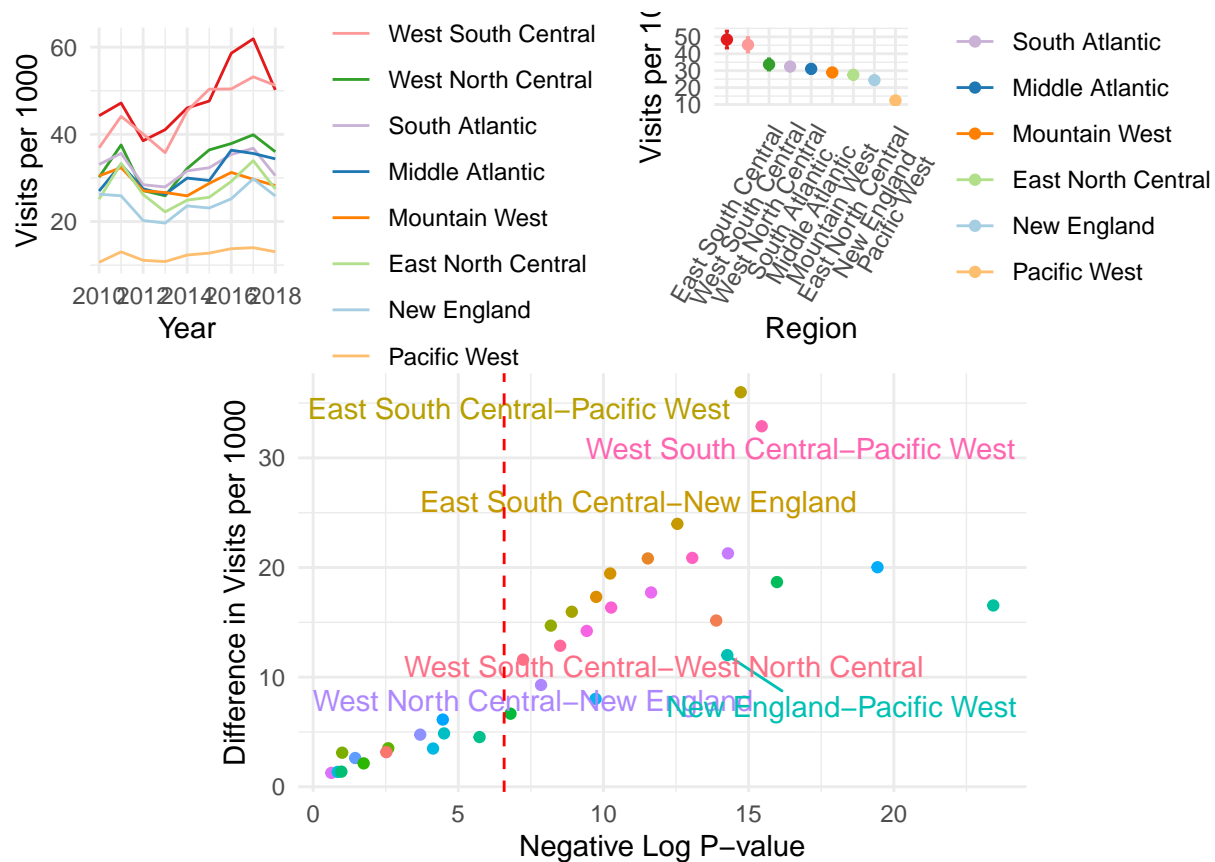 Visits per 1000
60
40
20
2010 2012 2014 2016 2018
Year
West South Central
West North Central
South Atlantic
Middle Atlantic
Mountain West
East North Central
New England
Pacific West
Visits per 10
50
40
30
20
10
East South Central
West South Central
West North Central
South Atlantic
Middle Atlantic
Mountain West
East North Central
New England
Pacific West
Region
South Atlantic
Middle Atlantic
Mountain West
East North Central
New England
Pacific West
Difference in Visits per 1000
30
20
10
0
East South Central–Pacific West
West South Central–Pacific West
East South Central–New England
West South Central–West North Central
West North Central–New England
New England–Pacific West
0 5 10 15 20
Negative Log P–value